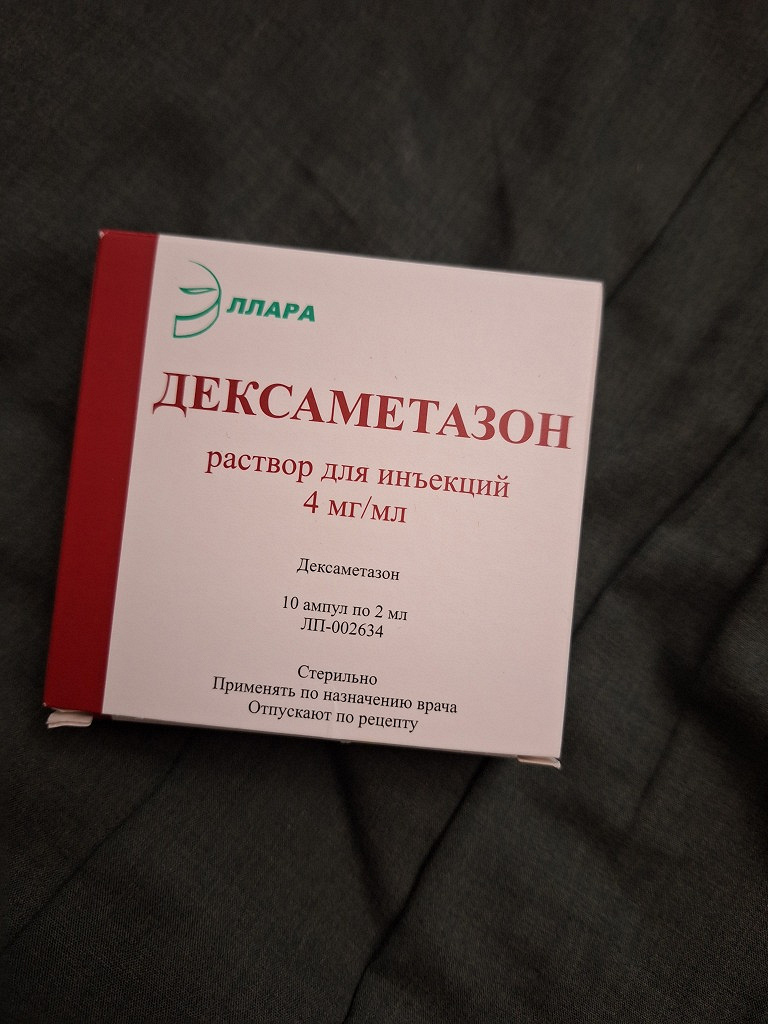 ЭЛЛАРА
ДЕКСАМЕТАЗОН
раствор для инъекций
4 мг/мл
Дексаметазон
10 ампул по 2 мл
ЛП-002634
Стерильно
Применять по назначению врача
Отпускают по рецепту